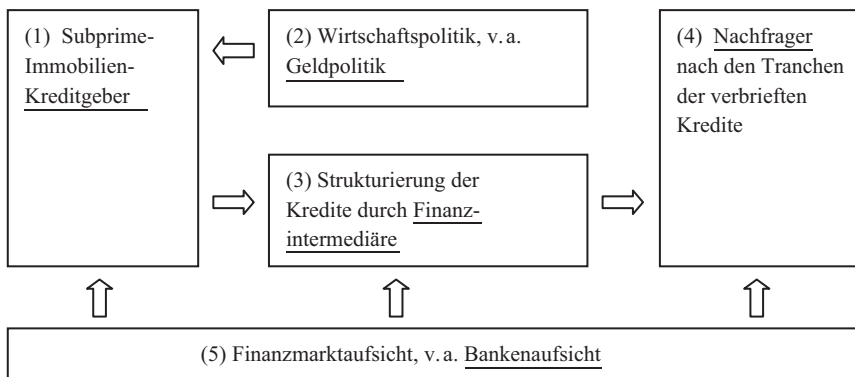 (1) Subprime-
Immobilien-
Kreditgeber
(2) Wirtschaftspolitik, v. a.
Geldpolitik
(3) Strukturierung der
Kredite durch Finanz-
intermediäre
(4) Nachfrager
nach den Tranchen
der verbrieften
Kredite
(5) Finanzmarktaufsicht, v. a. Bankenaufsicht